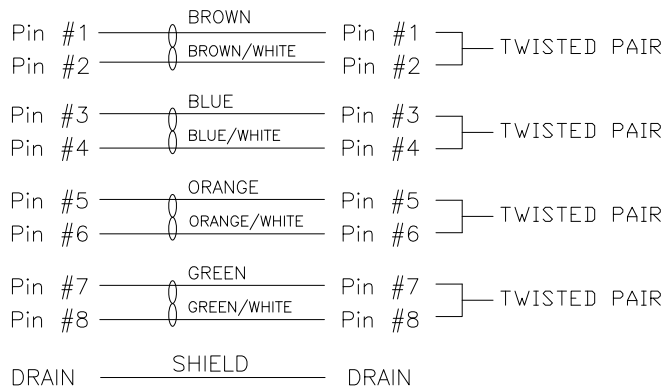 BROWN
Pin #1 Pin #1
BROWN/WHITE TWISTED PAIR
Pin #2 Pin #2
BLUE
Pin #3 Pin #3
BLUE/WHITE TWISTED PAIR
Pin #4 Pin #4
ORANGE
Pin #5 Pin #5
ORANGE/WHITE TWISTED PAIR
Pin #6 Pin #6
GREEN
Pin #7 Pin #7
GREEN/WHITE TWISTED PAIR
Pin #8 Pin #8
SHIELD
DRAIN DRAIN